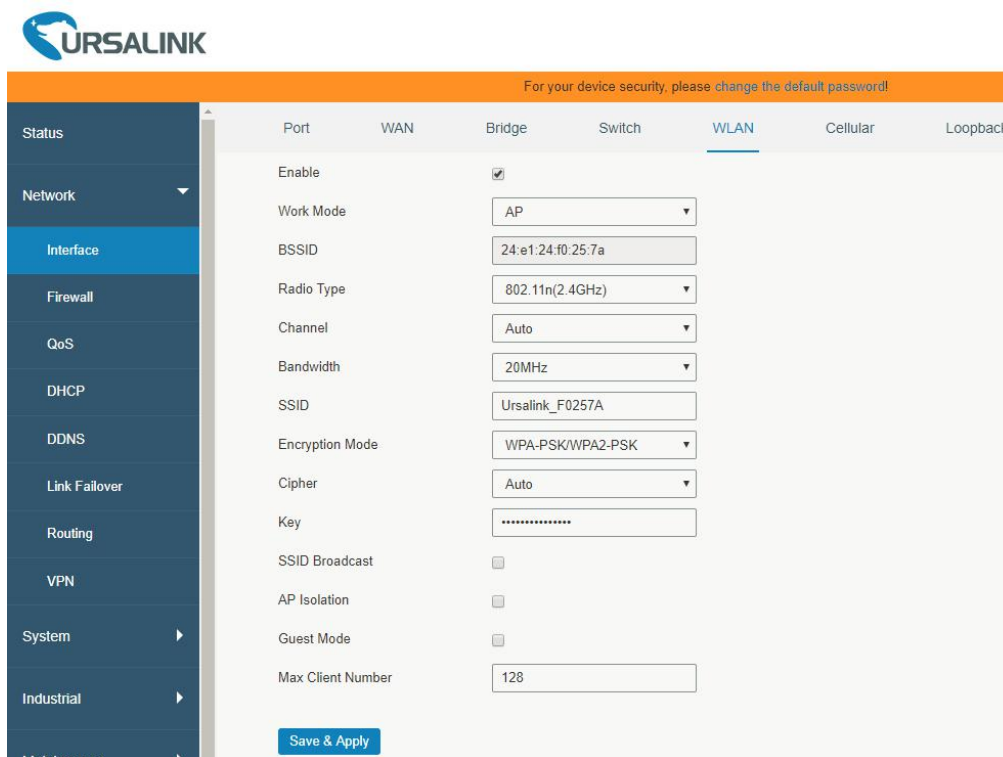 URSALINK
For your device security, please change the default password!
Status
Network
Interface
Firewall
QoS
DHCP
DDNS
Link Failover
Routing
VPN
System
Industrial
Port WAN Bridge Switch WLAN Cellular Loopbac
Enable
Work Mode AP
BSSID 24:e1:24:f0:25:7a
Radio Type 802.11n(2.4GHz)
Channel Auto
Bandwidth 20MHz
SSID Ursalink_F0257A
Encryption Mode WPA-PSK/WPA2-PSK
Cipher Auto
Key •••••••••••••••
SSID Broadcast
AP Isolation
Guest Mode
Max Client Number 128
Save & Apply